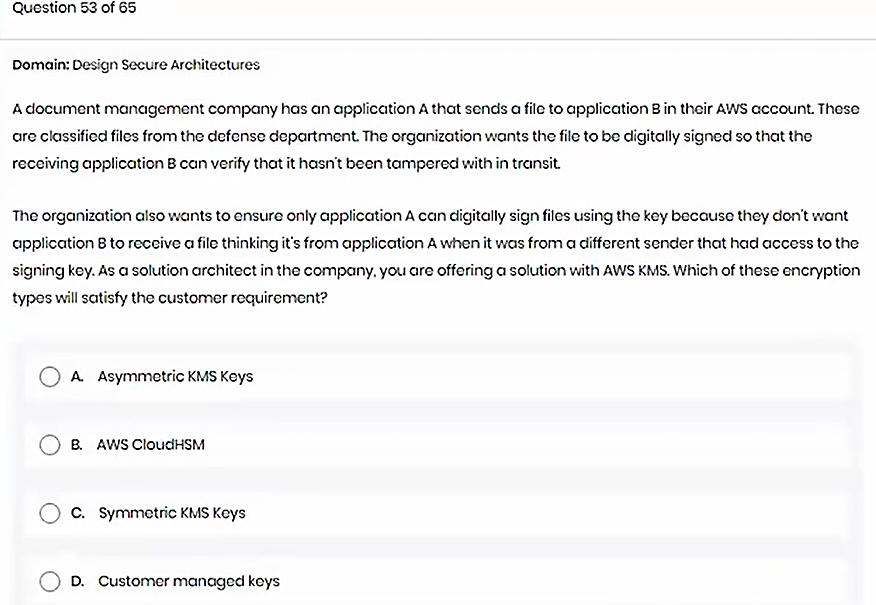 Question 53 of 65
Domain: Design Secure Architectures
A document management company has an application A that sends a file to application B in their AWS account. These
are classified files from the defense department. The organization wants the file to be digitally signed so that the
receiving application B can verify that it hasn't been tampered with in transit.
The organization also wants to ensure only application A can digitally sign files using the key because they don't want
application B to receive a file thinking it's from application A when it was from a different sender that had access to the
signing key. As a solution architect in the company, you are offering a solution with AWS KMS. Which of these encryption
types will satisfy the customer requirement?
A. Asymmetric KMS Keys
B. AWS CloudHSM
C. Symmetric KMS Keys
D. Customer managed keys